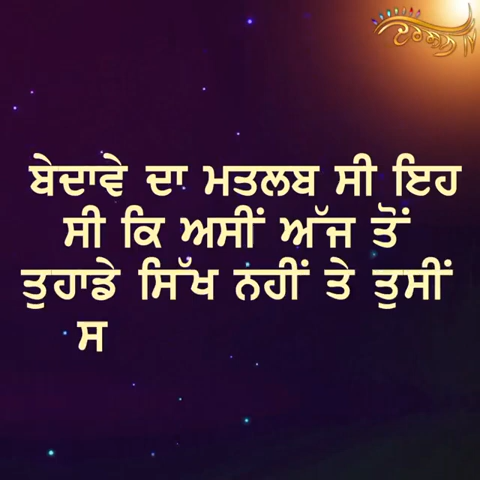 ਬੇਦਾਵੇ ਦਾ ਮਤਲਬ ਸੀ ਇਹ
ਸੀ ਕਿ ਅਸੀਂ ਅੱਜ ਤੋਂ
ਤੁਹਾਡੇ ਸਿੱਖ ਨਹੀਂ ਤੇ ਤੁਸੀਂ
ਸ